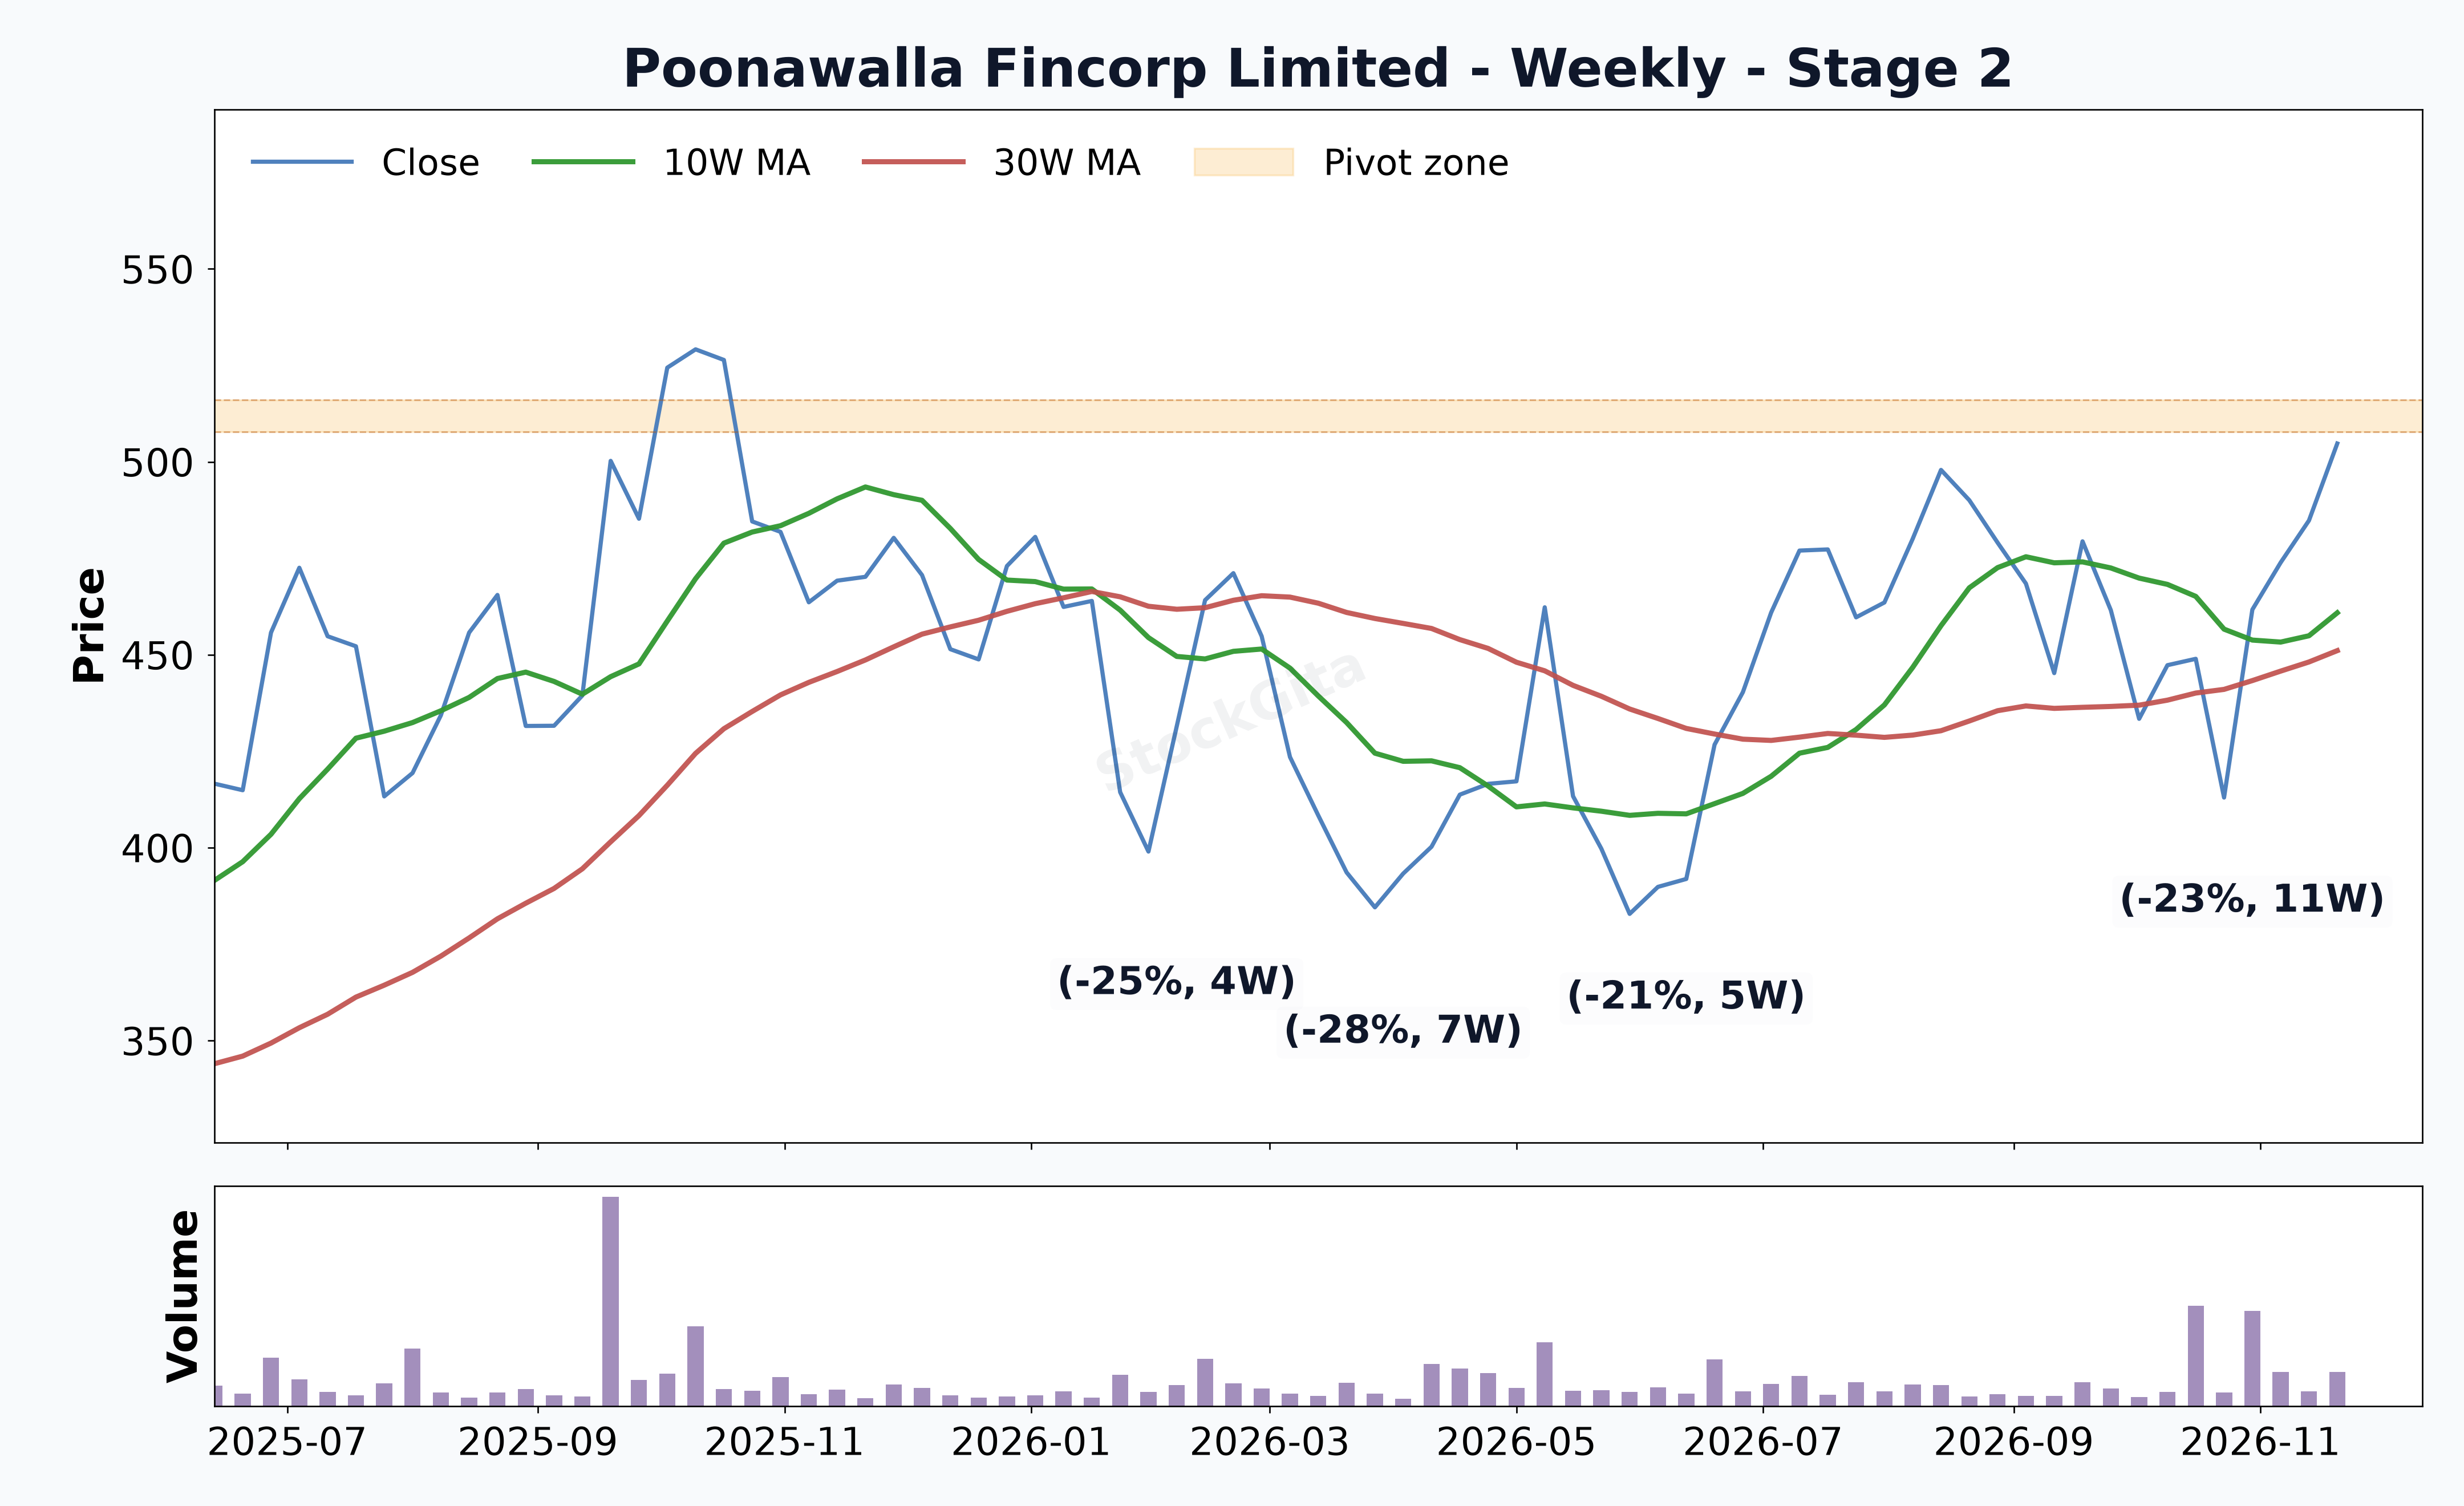 Poonawalla Fincorp Limited - Weekly - Stage 2
Close 10W MA 30W MA Pivot zone
550
500
450
400
350
Price
StockGita
(-23%, 11W)
(-25%, 4W)
(-21%, 5W)
(-28%, 7W)
Volume
2025-07 2025-09 2025-11 2026-01 2026-03 2026-05 2026-07 2026-09 2026-11